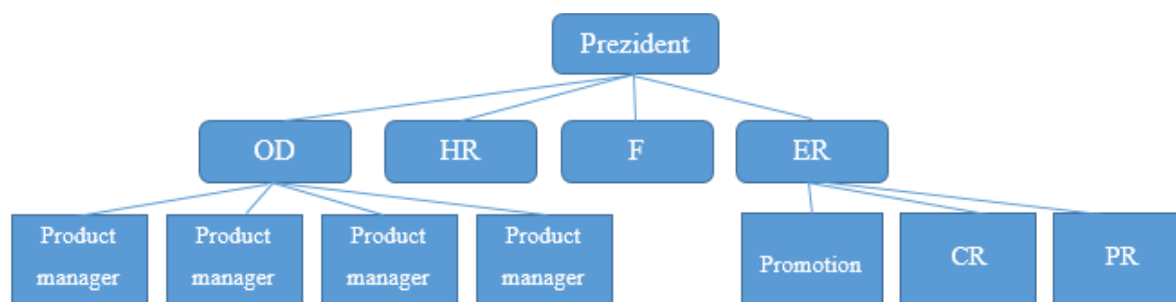 Prezident
OD
HR
F
ER
Product
manager
Product
manager
Product
manager
Product
manager
Promotion
CR
PR